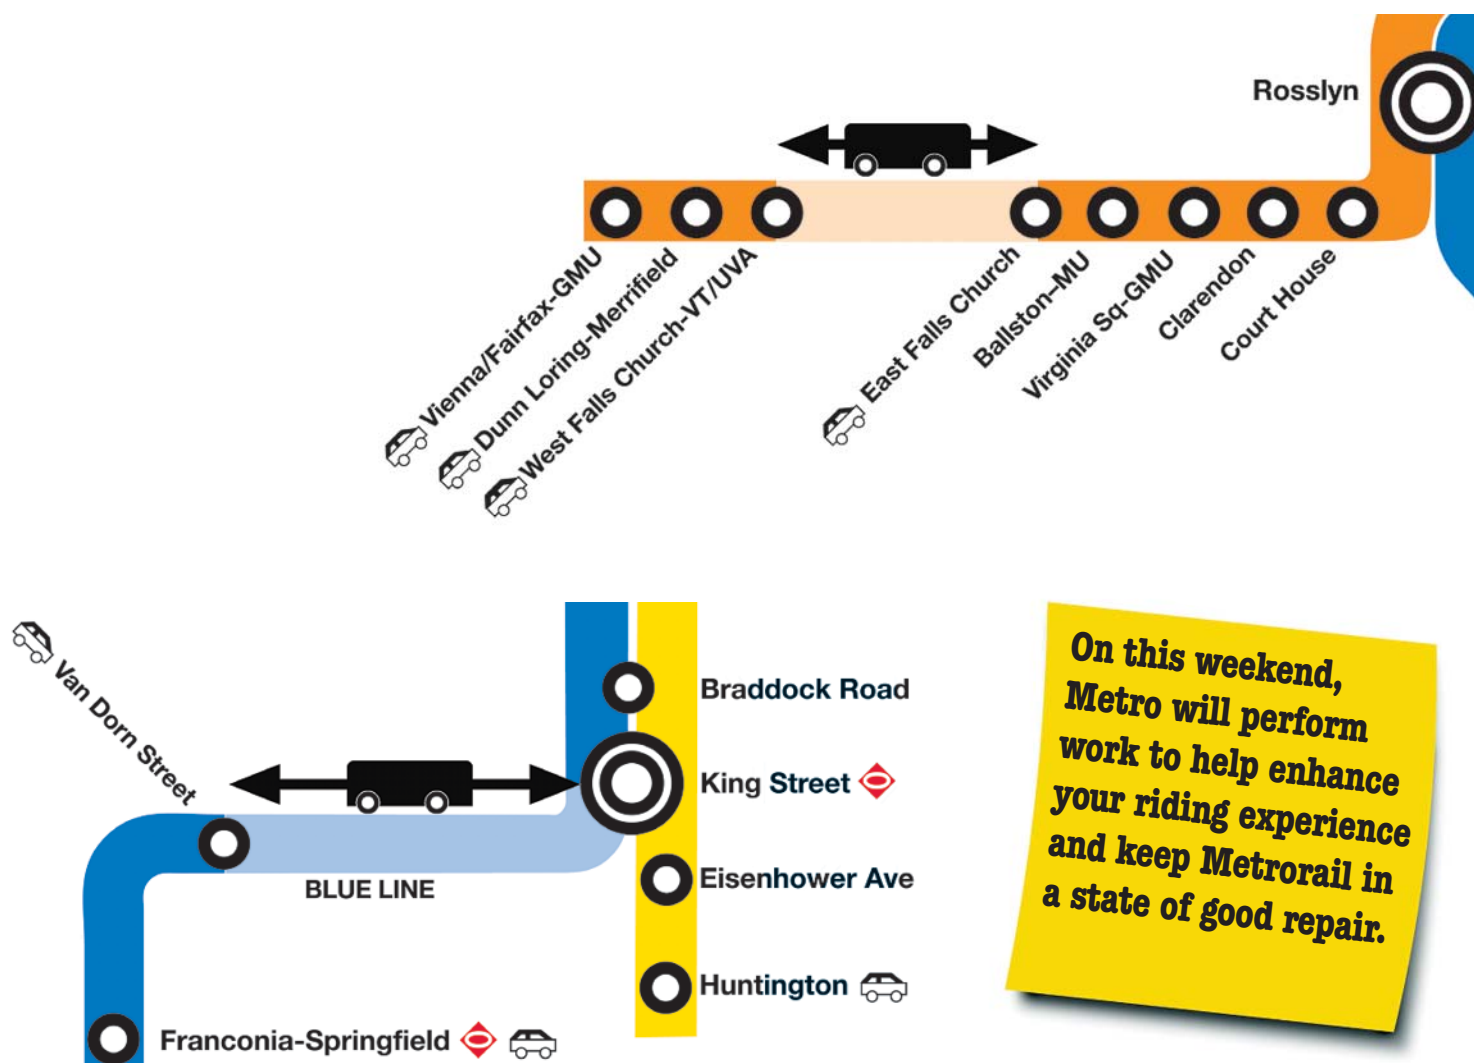 Rosslyn
Vienna/Fairfax-GMU
Dunn Loring-Merrifield
West Falls Church-VT/UVA
East Falls Church
Ballston–MU
Virginia Sq-GMU
Clarendon
Court House
Van Dorn Street
Braddock Road
King Street
BLUE LINE
Eisenhower Ave
Huntington
Franconia-Springfield
On this weekend,
Metro will perform
work to help enhance
your riding experience
and keep Metrorail in
a state of good repair.